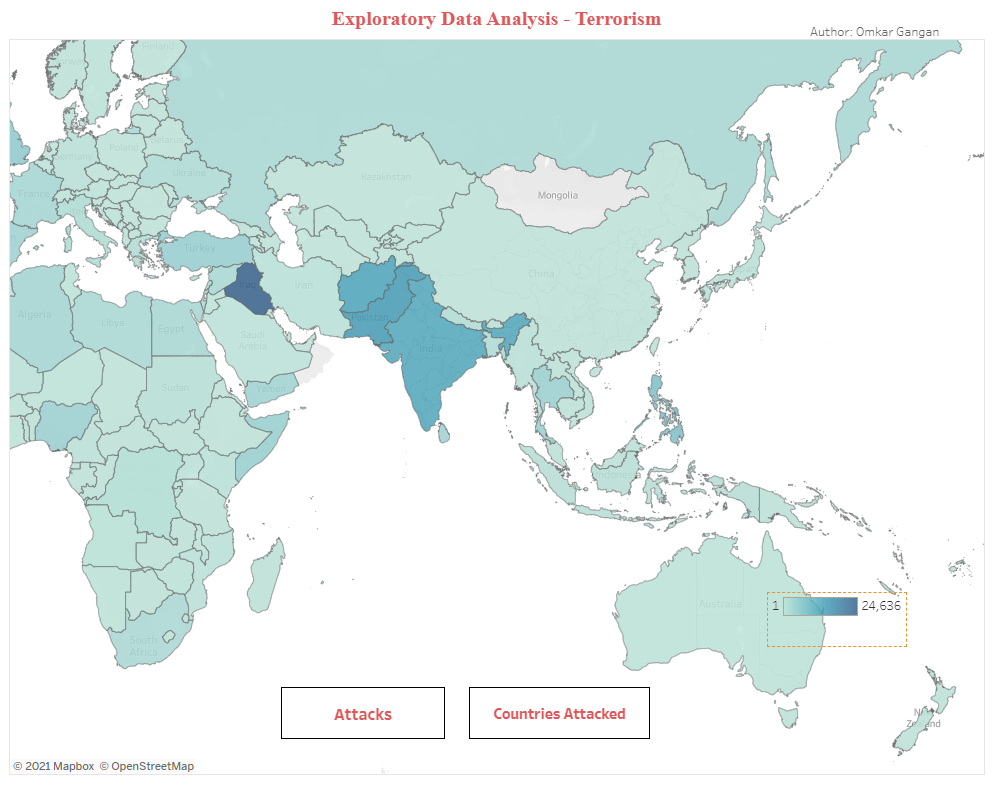 Exploratory Data Analysis - Terrorism
Author: Omkar Gangan
Finland
Norway
Belarus
Poland
Germany
Ukraine
Kazakhstan
Mongolia
France
Turkey
China
Iraq
Iran
Algeria
Libya
Egypt
Pakistan
Saudi
Arabia
India
Sudan
Yemen
Indonesia
Australia
1
24,636
South
Africa
Attacks
Countries Attacked
Zealand
© 2021 Mapbox © OpenStreetMap